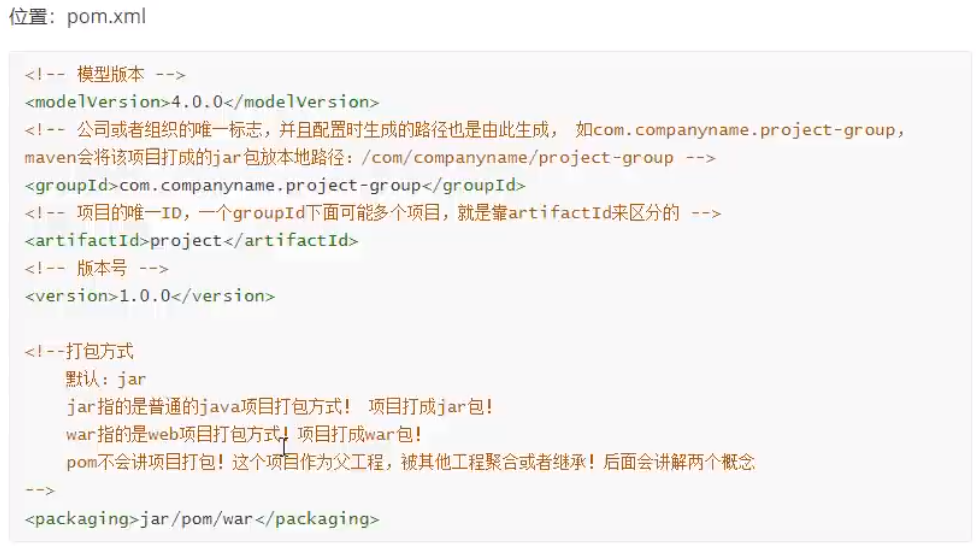 位置：pom.xml
<!-- 模型版本 -->
<modelVersion>4.0.0</modelVersion>
<!-- 公司或者组织的唯一标志，并且配置时生成的路径也是由此生成， 如com.companyname.project-group，
maven会将该项目打成的jar包放本地路径：/com/companyname/project-group -->
<groupId>com.companyname.project-group</groupId>
<!-- 项目的唯一ID，一个groupId下面可能多个项目，就是靠artifactId来区分的 -->
<artifactId>project</artifactId>
<!-- 版本号 -->
<version>1.0.0</version>
<!--打包方式
默认：jar
jar指的是普通的java项目打包方式！ 项目打成jar包！
war指的是web项目打包方式！项目打成war包！
pom不会讲项目打包！这个项目作为父工程，被其他工程聚合或者继承！后面会讲解两个概念
-->
<packaging>jar/pom/war</packaging>